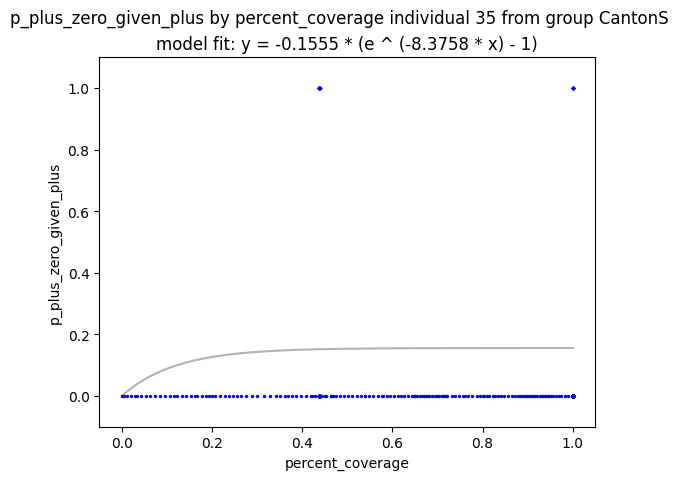 p_plus_zero_given_plus by percent_coverage individual 35 from group CantonS
model fit: y = -0.1555 * (e ^ (-8.3758 * x) - 1)
1.0
0.8
0.6
0.4
0.2
0.0
p_plus_zero_given_plus
0.0 0.2 0.4 0.6 0.8 1.0
percent_coverage